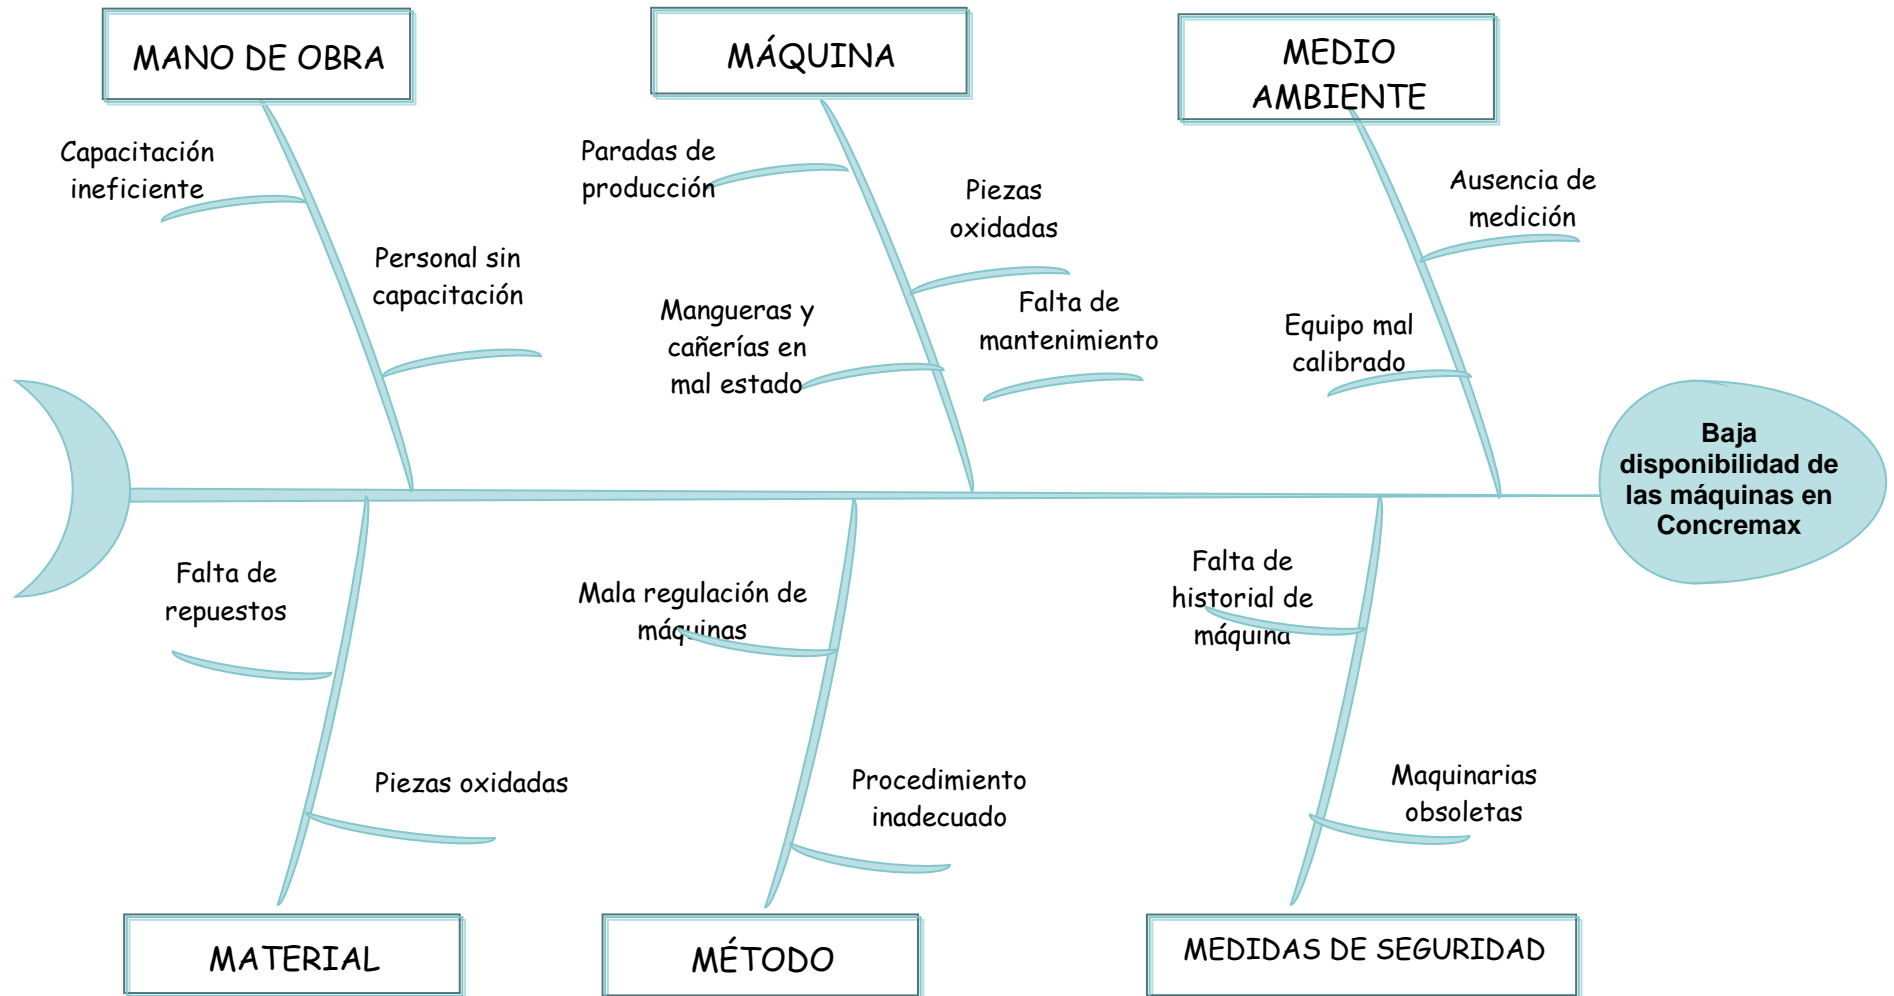 MANO DE OBRA
MÁQUINA
MEDIO
AMBIENTE
Capacitación
ineficiente
Personal sin
capacitación
Paradas de
producción
Piezas
oxidadas
Mangueras y
cañerías en
mal estado
Falta de
mantenimiento
Ausencia de
medición
Equipo mal
calibrado
Baja
disponibilidad de
las máquinas en
Concremax
Falta de
repuestos
Piezas oxidadas
Mala regulación de
máquinas
Procedimiento
inadecuado
Falta de
historial de
máquina
Maquinarias
obsoletas
MATERIAL
MÉTODO
MEDIDAS DE SEGURIDAD